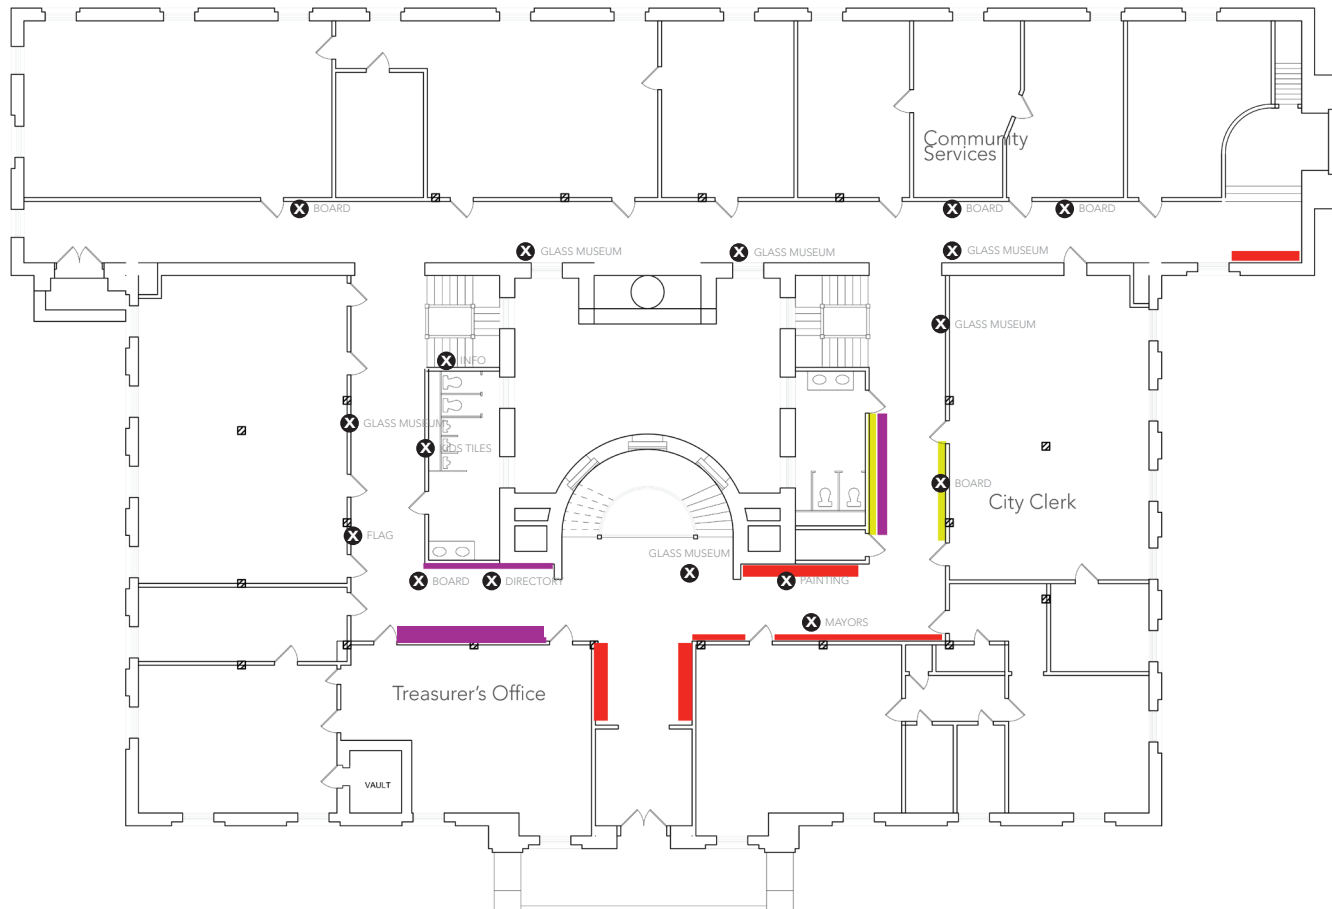 Community
Services
X BOARD
X BOARD
X BOARD
X GLASS MUSEUM
X GLASS MUSEUM
X GLASS MUSEUM
X GLASS MUSEUM
X INFO
X GLASS MUSEUM
X KIDS TILES
X BOARD
City Clerk
X FLAG
GLASS MUSEUM
X
X BOARD
X DIRECTORY
X PAINTING
X MAYORS
Treasurer's Office
VAULT